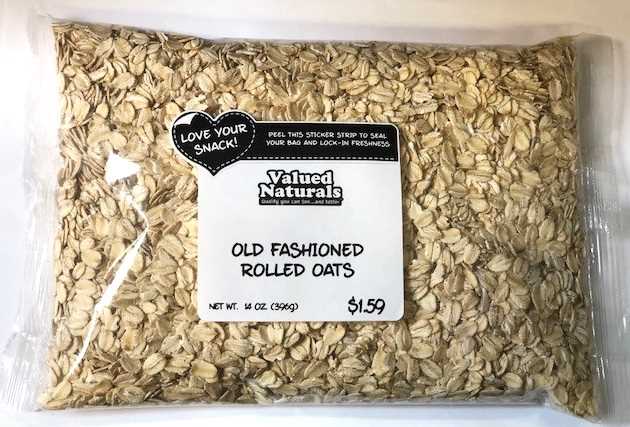 LOVE YOUR
SNACK!
PEEL THIS STICKER STRIP TO SEAL
YOUR BAG AND LOCK-IN FRESHNESS
Valued
Naturals
Quality you can see...and taste!
OLD FASHIONED
ROLLED OATS
NET WT. 14 OZ (396g)
$1.59